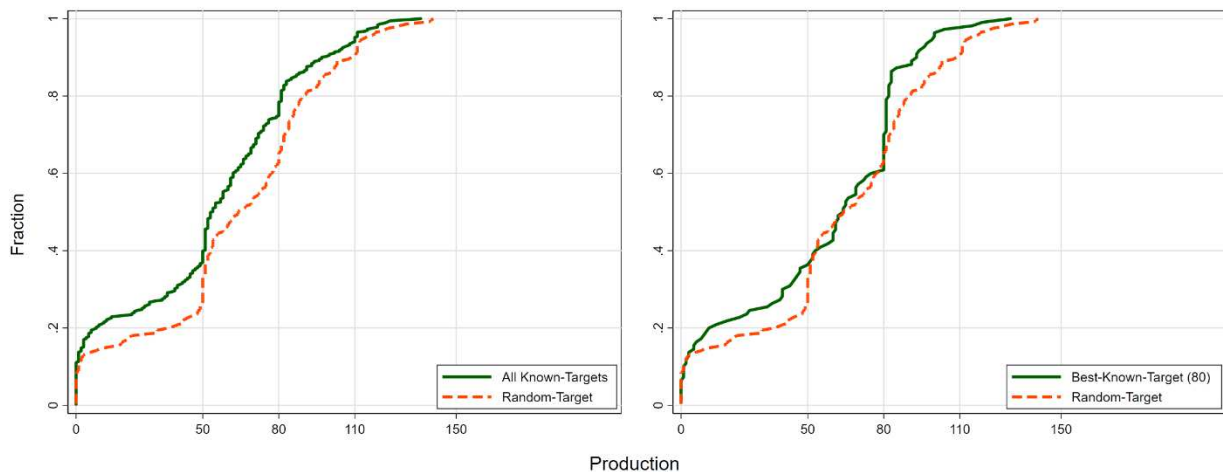 Fraction
1
.8
.6
.4
.2
0
0 50 80 110 150
All Known-Targets
Random-Target
1
.8
.6
.4
.2
0
0 50 80 110 150
Best-Known-Target (80)
Random-Target
Production